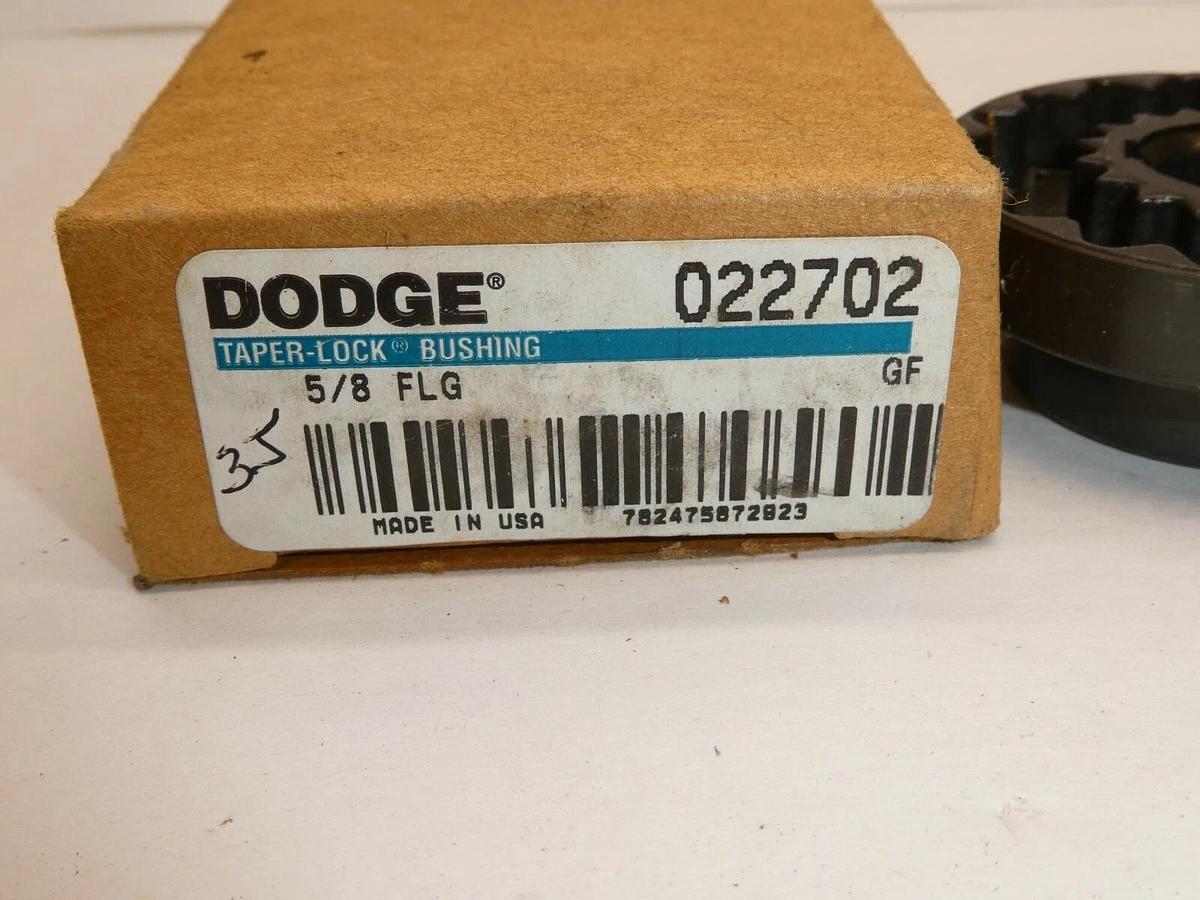 DODGE® 022702
TAPER-LOCK® BUSHING
5/8 FLG GF
35
MADE IN USA 782475872923